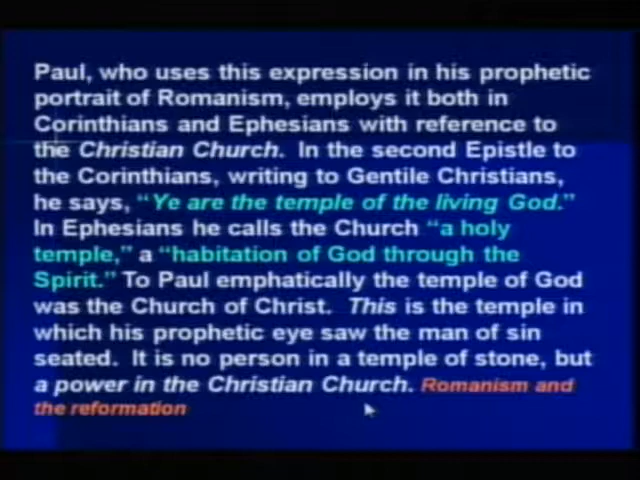 Paul, who uses this expression in his prophetic
portrait of Romanism, employs it both in
Corinthians and Ephesians with reference to
the Christian Church. In the second Epistle to
the Corinthians, writing to Gentile Christians,
he says, “Ye are the temple of the living God.”
In Ephesians he calls the Church “a holy
temple,” a “habitation of God through the
Spirit.” To Paul emphatically the temple of God
was the Church of Christ. This is the temple in
which his prophetic eye saw the man of sin
seated. It is no person in a temple of stone, but
a power in the Christian Church. Romanism and
the reformation